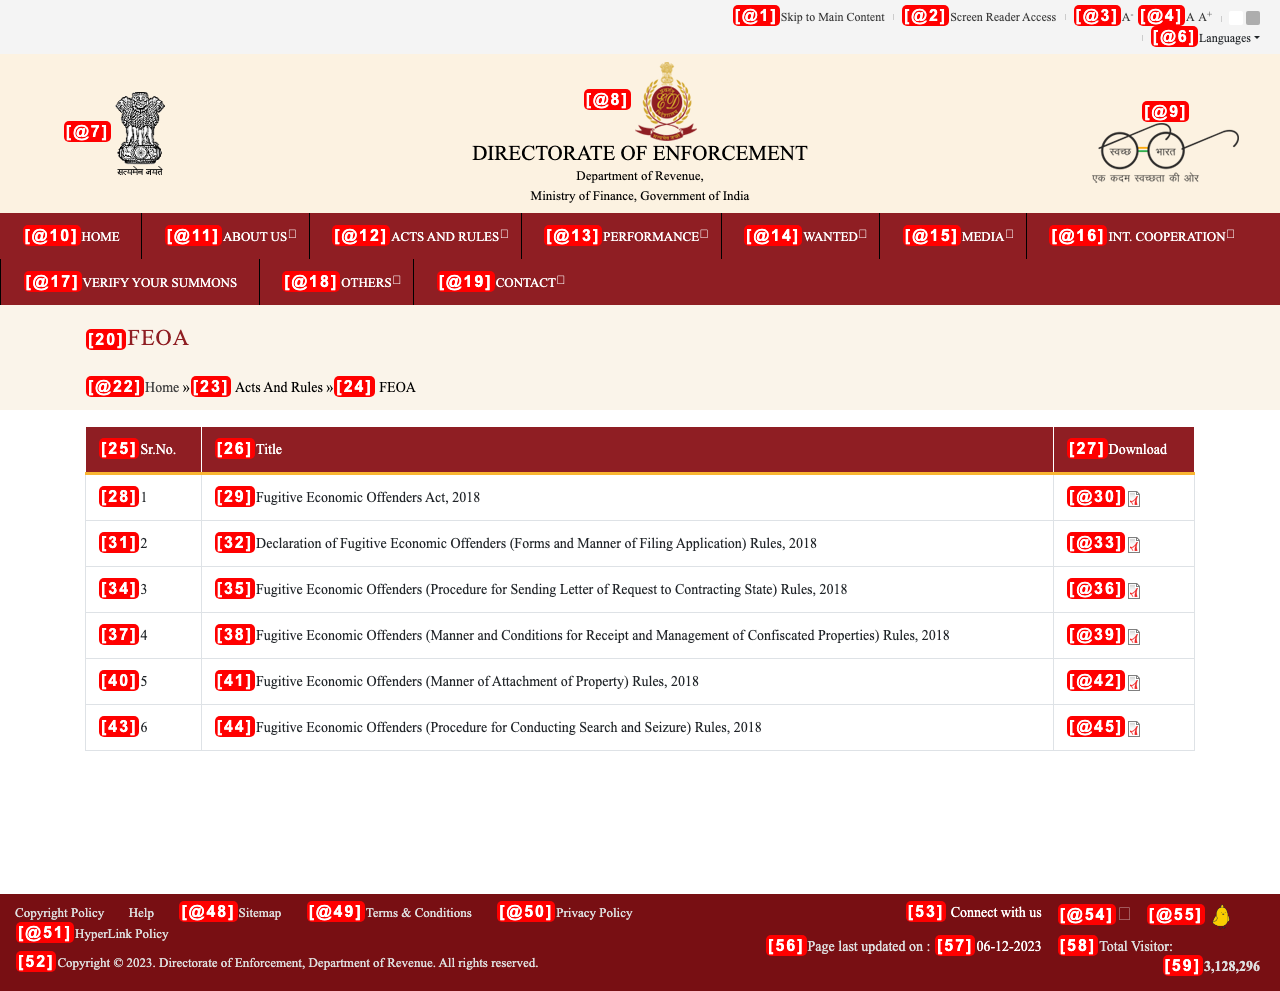 [@1] Skip to Main Content [@2] Screen Reader Access [@3] A- [@4] A A+
[@6] Languages
[@7] सत्यमेव जयते
[@8]
[@9]
स्वच्छ भारत
एक कदम स्वच्छता की ओर
DIRECTORATE OF ENFORCEMENT
Department of Revenue,
Ministry of Finance, Government of India
[@10] HOME [@11] ABOUT US [@12] ACTS AND RULES [@13] PERFORMANCE [@14] WANTED [@15] MEDIA [@16] INT. COOPERATION
[@17] VERIFY YOUR SUMMONS [@18] OTHERS [@19] CONTACT
[20] FEOA
[@22] Home » [23] Acts And Rules » [24] FEOA
[25] Sr.No. [26] Title [27] Download
[28] 1 [29] Fugitive Economic Offenders Act, 2018 [@30]
[31] 2 [32] Declaration of Fugitive Economic Offenders (Forms and Manner of Filing Application) Rules, 2018 [@33]
[34] 3 [35] Fugitive Economic Offenders (Procedure for Sending Letter of Request to Contracting State) Rules, 2018 [@36]
[37] 4 [38] Fugitive Economic Offenders (Manner and Conditions for Receipt and Management of Confiscated Properties) Rules, 2018 [@39]
[40] 5 [41] Fugitive Economic Offenders (Manner of Attachment of Property) Rules, 2018 [@42]
[43] 6 [44] Fugitive Economic Offenders (Procedure for Conducting Search and Seizure) Rules, 2018 [@45]
Copyright Policy Help [@48] Sitemap [@49] Terms & Conditions [@50] Privacy Policy
[@51] HyperLink Policy
[52] Copyright © 2023. Directorate of Enforcement, Department of Revenue. All rights reserved.
[53] Connect with us [@54] [@55]
[56] Page last updated on : [57] 06-12-2023 [58] Total Visitor:
[59] 3,128,296